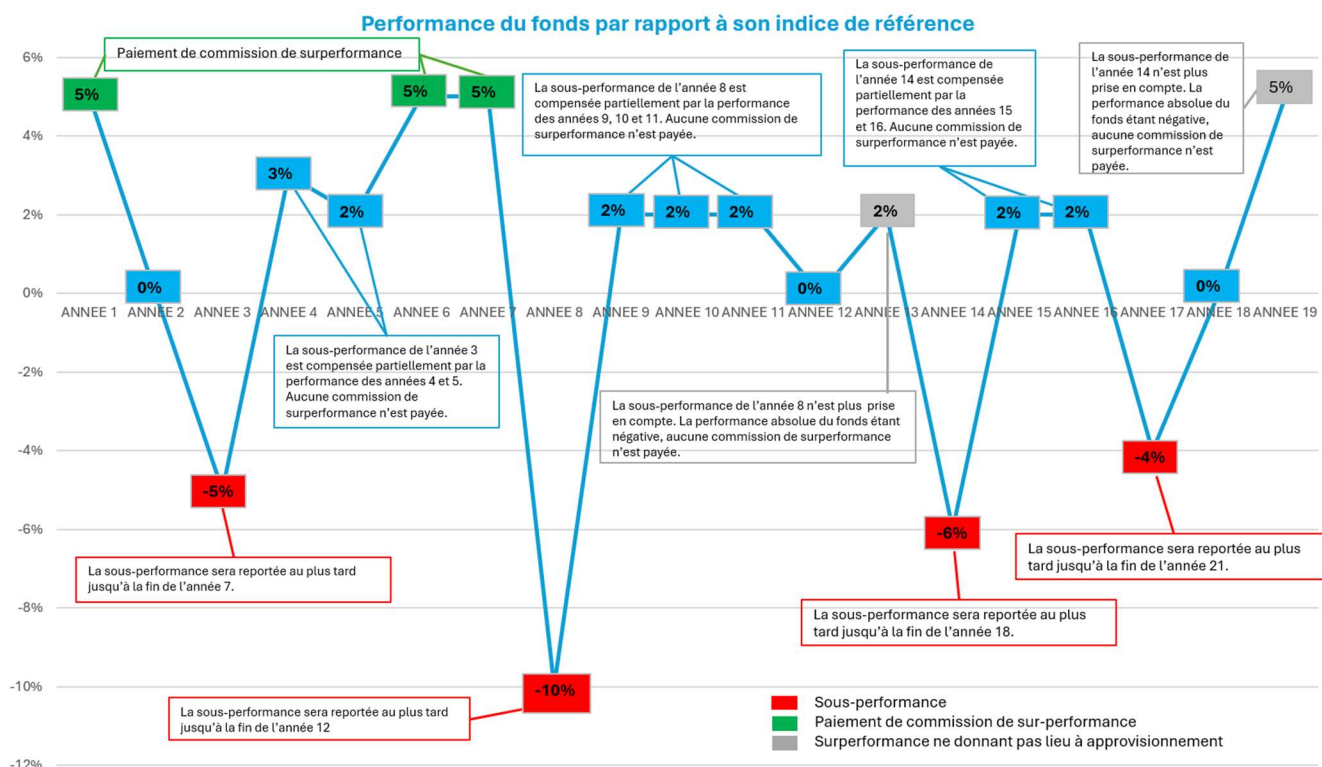 Performance du fonds par rapport à son indice de référence
6%
4%
2%
0%
-2%
-4%
-6%
-8%
-10%
-12%
Paiement de commission de surperformance
La sous-performance de l’année 8 est
compensée partiellement par la performance
des années 9, 10 et 11. Aucune commission de
surperformance n’est payée.
La sous-performance de
l’année 14 est compensée
partiellement par la
performance des années 15
et 16. Aucune commission de
surperformance n’est payée.
La sous-performance de
l’année 14 n’est plus
prise en compte. La
performance absolue du
fonds étant négative,
aucune commission de
surperformance n’est
payée.
5%
0%
-5%
3%
2%
5%
5%
-10%
2%
2%
2%
0%
2%
-6%
2%
2%
-4%
0%
5%
ANNEE 1
ANNEE 2
ANNEE 3
ANNEE 4
ANNEE 5
ANNEE 6
ANNEE 7
ANNEE 8
ANNEE 9
ANNEE 10
ANNEE 11
ANNEE 12
ANNEE 13
ANNEE 14
ANNEE 15
ANNEE 16
ANNEE 17
ANNEE 18
ANNEE 19
La sous-performance de l’année 3
est compensée partiellement par la
performance des années 4 et 5.
Aucune commission de
surperformance n’est payée.
La sous-performance de l’année 8 n’est plus prise
en compte. La performance absolue du fonds étant
négative, aucune commission de surperformance
n’est payée.
La sous-performance sera reportée au plus tard
jusqu’à la fin de l’année 7.
La sous-performance sera reportée au plus
tard jusqu’à la fin de l’année 21.
La sous-performance sera reportée au plus
tard jusqu’à la fin de l’année 18.
La sous-performance sera reportée au plus tard
jusqu’à la fin de l’année 12
Sous-performance
Paiement de commission de sur-performance
Surperformance ne donnant pas lieu à approvisionnement